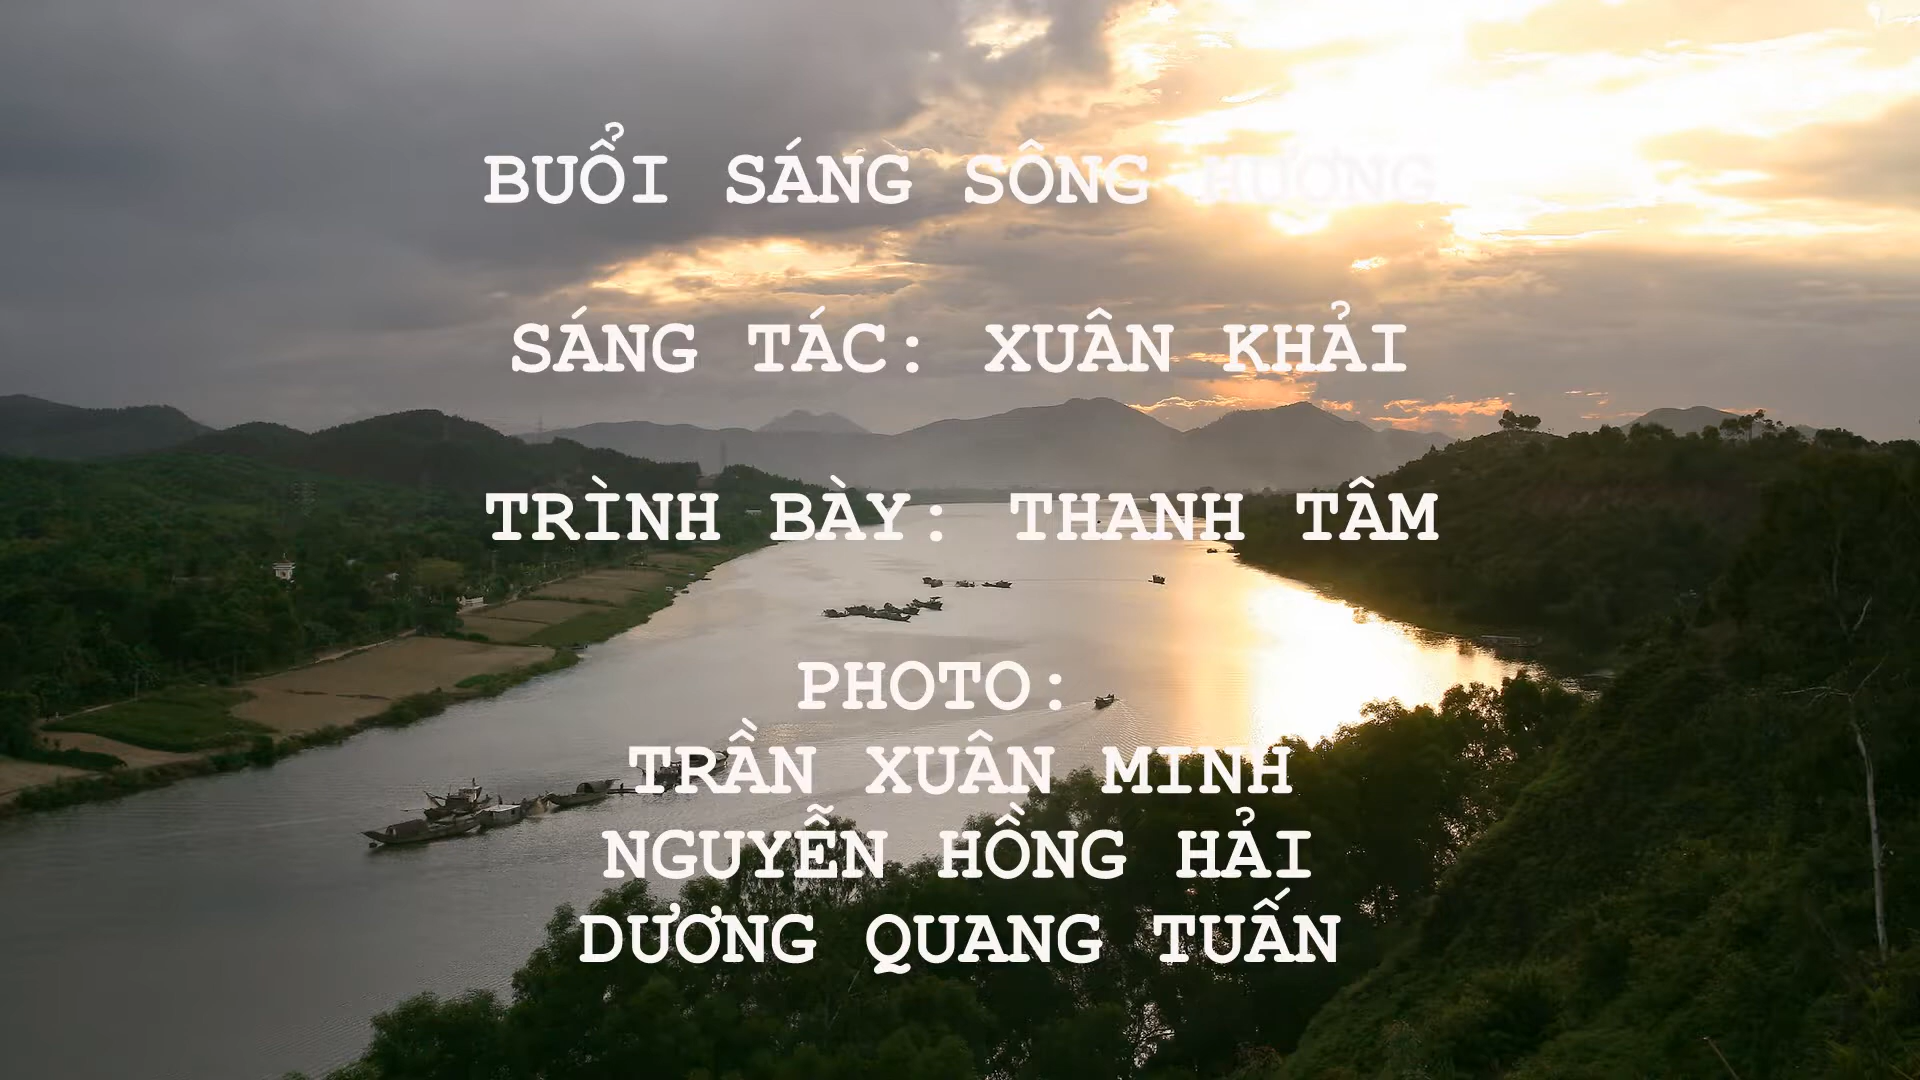 BUỔI SÁNG SÔNG HƯƠNG
SÁNG TÁC: XUÂN KHẢI
TRÌNH BÀY: THANH TÂM
PHOTO:
TRẦN XUÂN MINH
NGUYỄN HỒNG HẢI
DƯƠNG QUANG TUẤN